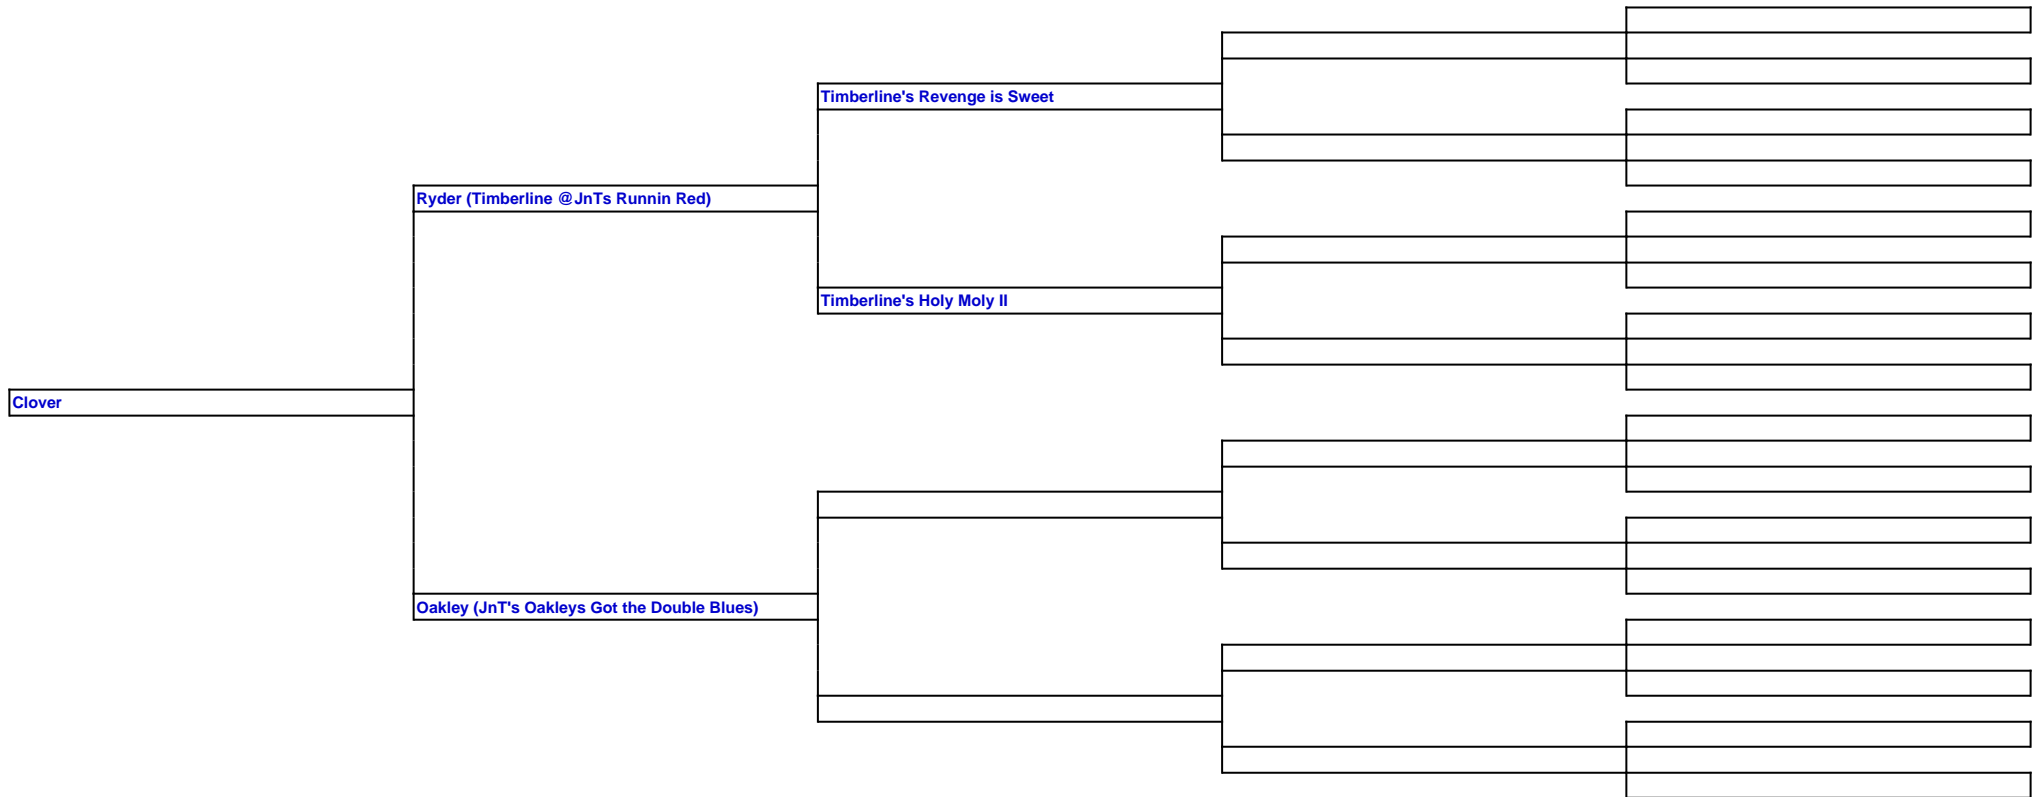 Timberline's Revenge is Sweet
Ryder (Timberline @JnTs Runnin Red)
Timberline's Holy Moly II
Clover
Oakley (JnT's Oakleys Got the Double Blues)